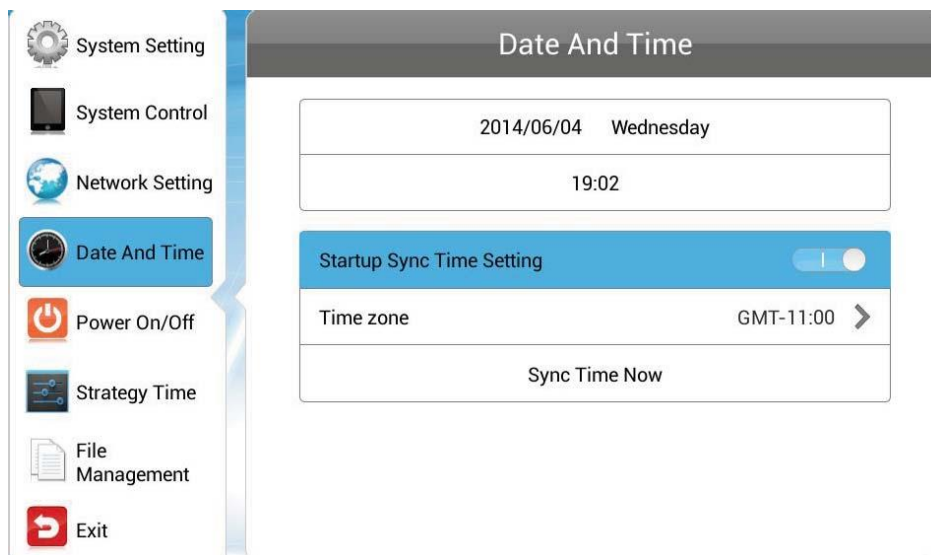 System Setting
System Control
Network Setting
Date And Time
Power On/Off
Strategy Time
File
Management
Exit
Date And Time
2014/06/04 Wednesday
19:02
Startup Sync Time Setting
Time zone GMT-11:00
Sync Time Now